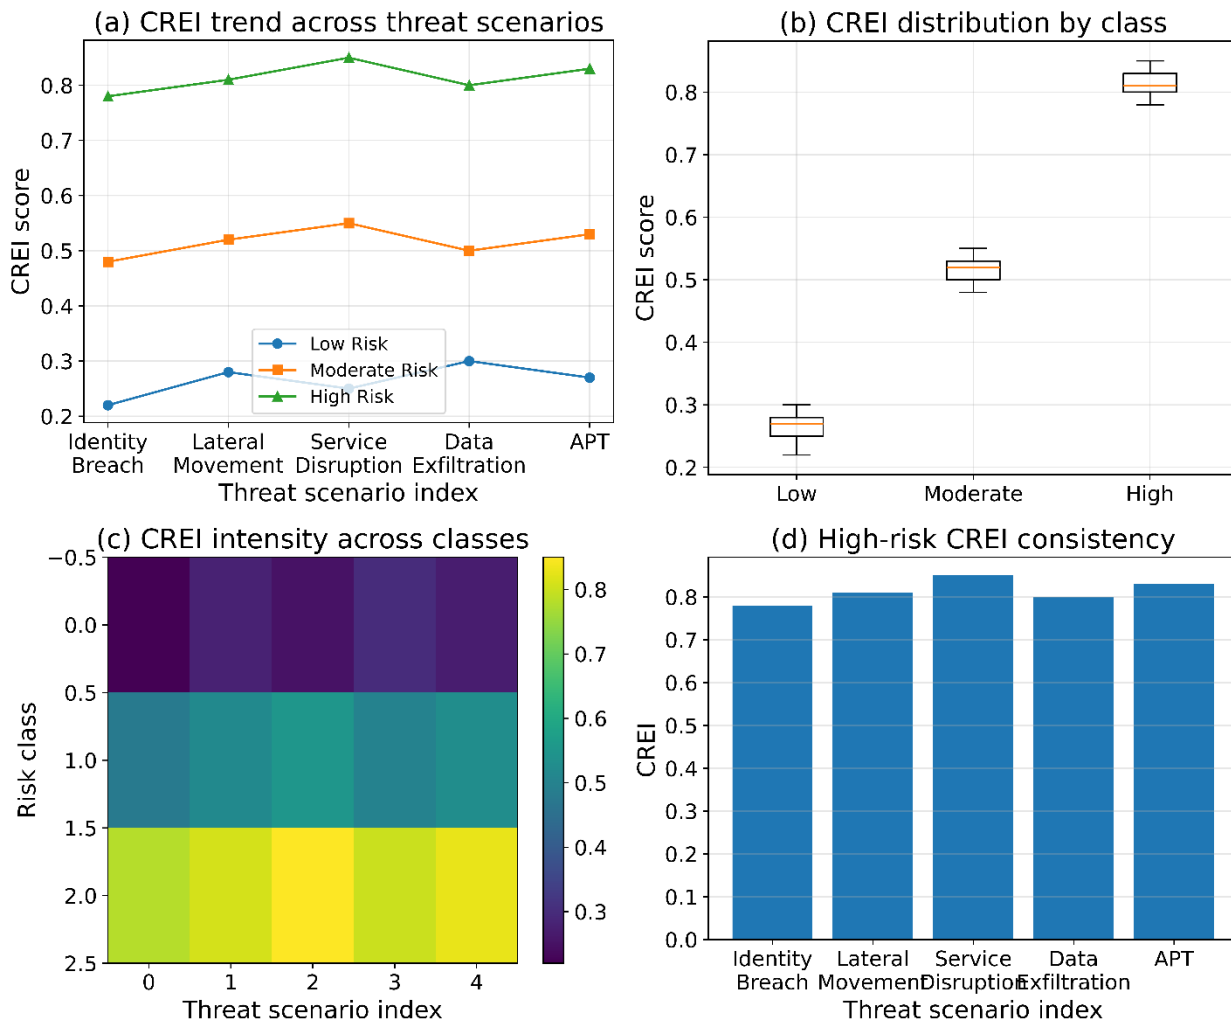 (a) CREI trend across threat scenarios
CREI score
0.8
0.7
0.6
0.5
0.4
0.3
0.2
Low Risk
Moderate Risk
High Risk
Identity
Breach
Lateral
Movement
Service
Disruption
Data
Exfiltration
APT
Threat scenario index
(b) CREI distribution by class
CREI score
0.8
0.7
0.6
0.5
0.4
0.3
0.2
Low
Moderate
High
(c) CREI intensity across classes
Risk class
−0.5
0.0
0.5
1.0
1.5
2.0
2.5
0
1
2
3
4
Threat scenario index
0.8
0.7
0.6
0.5
0.4
0.3
(d) High-risk CREI consistency
CREI
0.8
0.7
0.6
0.5
0.4
0.3
0.2
0.1
0.0
Identity
Breach
Lateral
Movement
Service
Disruption
Data
Exfiltration
APT
Threat scenario index